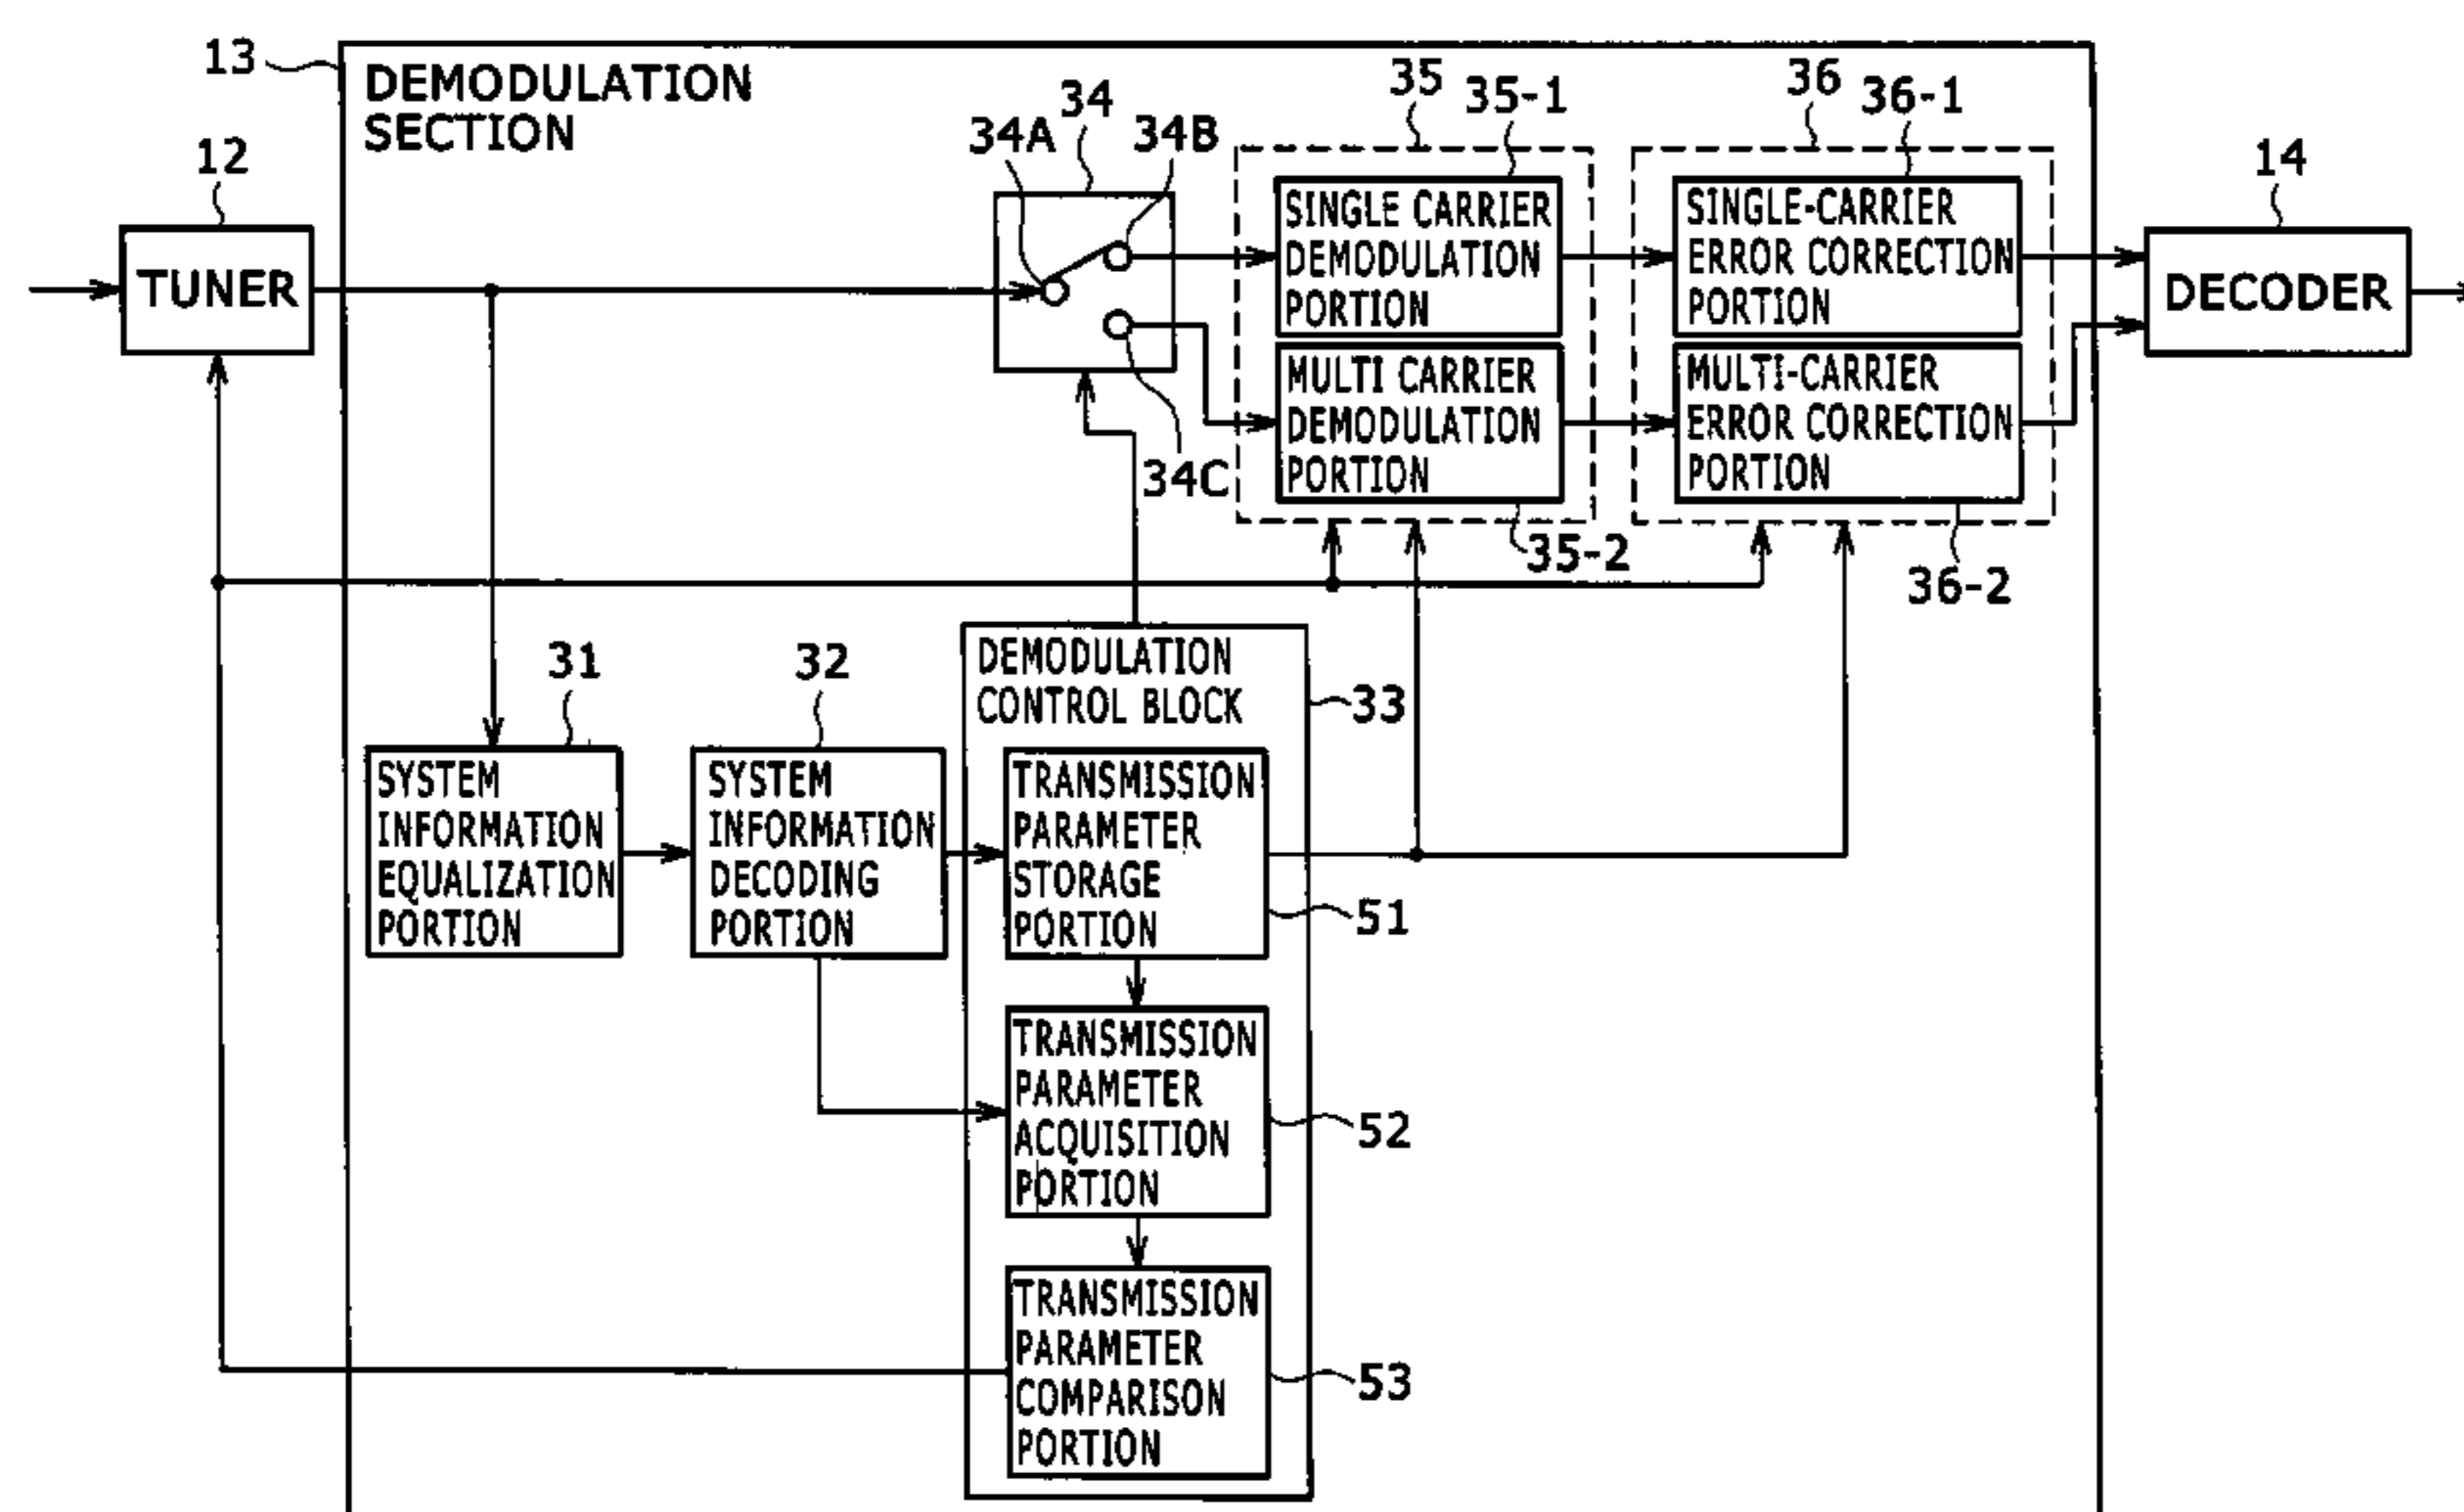 13
DEMODULATION
SECTION
12
TUNER
34
34A
34B
34C
35
35-1
SINGLE CARRIER
DEMODULATION
PORTION
MULTI CARRIER
DEMODULATION
PORTION
35-2
36
36-1
SINGLE-CARRIER
ERROR CORRECTION
PORTION
MULTI-CARRIER
ERROR CORRECTION
PORTION
36-2
14
DECODER
31
SYSTEM
INFORMATION
EQUALIZATION
PORTION
32
SYSTEM
INFORMATION
DECODING
PORTION
DEMODULATION
CONTROL BLOCK
33
TRANSMISSION
PARAMETER
STORAGE
PORTION
51
TRANSMISSION
PARAMETER
ACQUISITION
PORTION
52
TRANSMISSION
PARAMETER
COMPARISON
PORTION
53